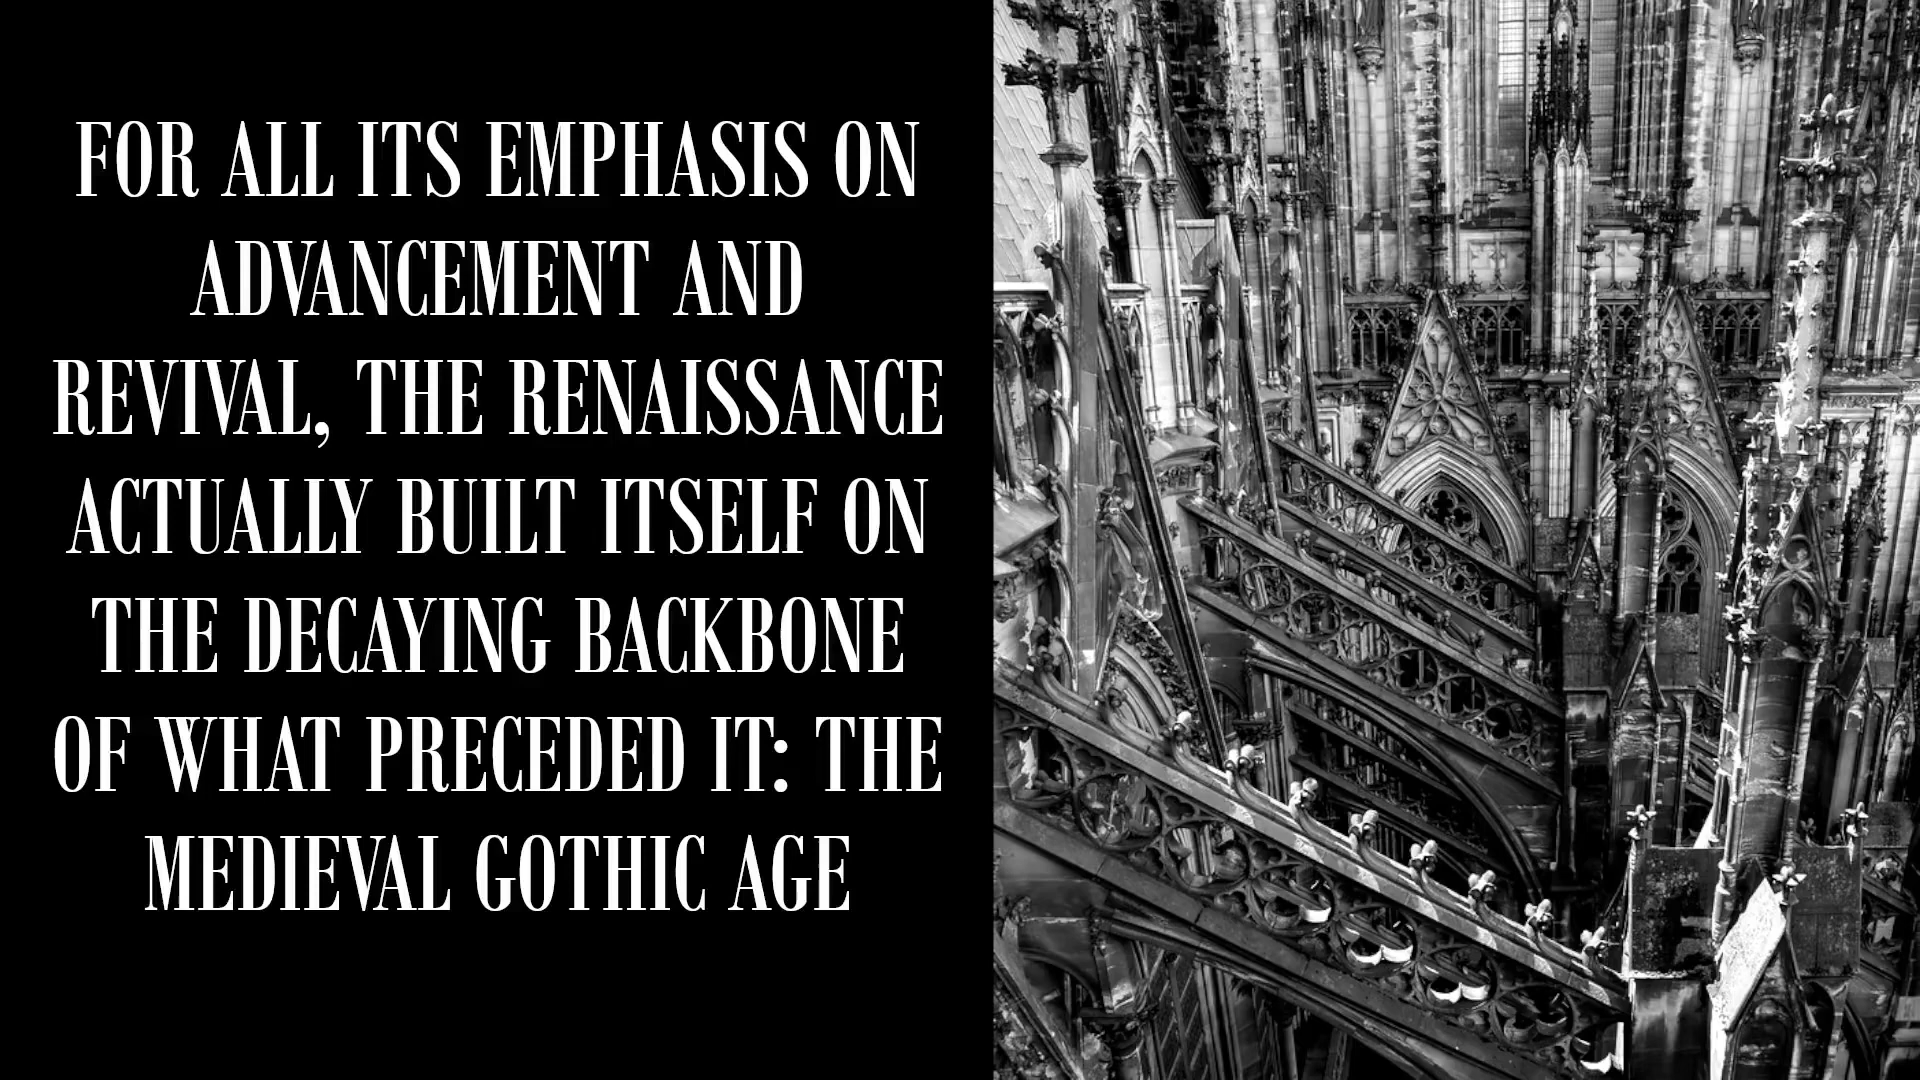 FOR ALL ITS EMPHASIS ON
ADVANCEMENT AND
REVIVAL, THE RENAISSANCE
ACTUALLY BUILT ITSELF ON
THE DECAYING BACKBONE
OF WHAT PRECEDED IT: THE
MEDIEVAL GOTHIC AGE